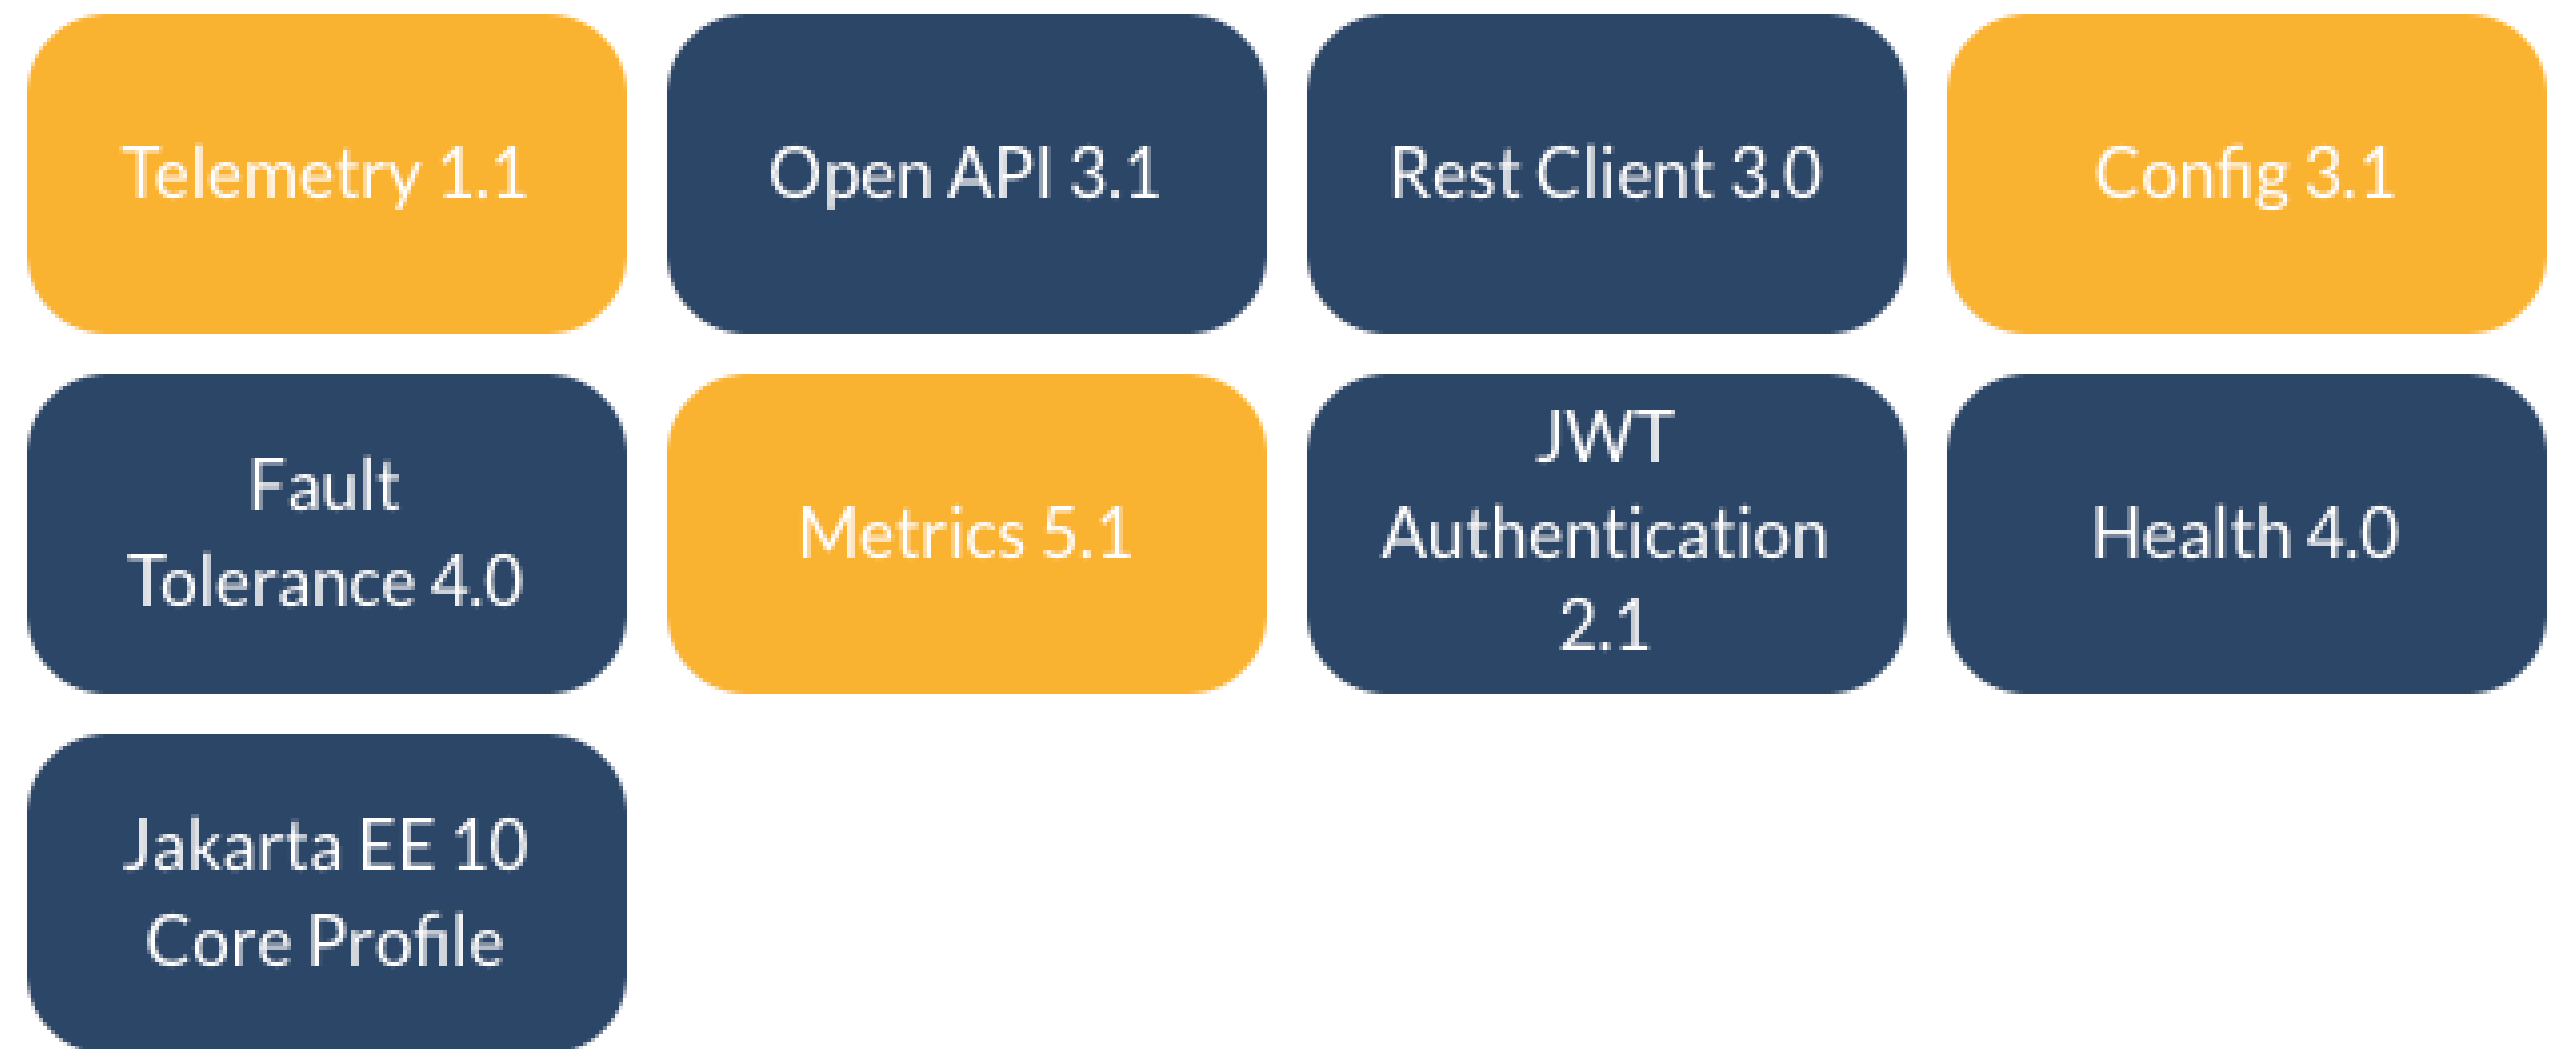 Telemetry 1.1
Open API 3.1
Rest Client 3.0
Config 3.1
Fault
Tolerance 4.0
Metrics 5.1
JWT
Authentication
2.1
Health 4.0
Jakarta EE 10
Core Profile